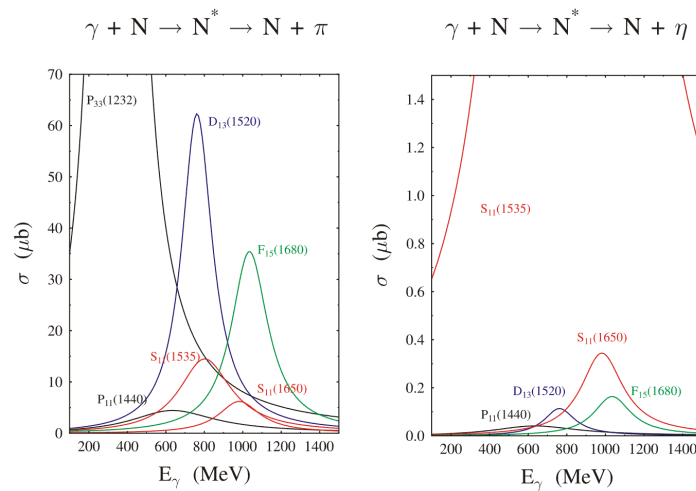 γ + N → N* → N + π
γ + N → N* → N + η
70
60
50
40
30
20
10
0
σ (μb)
P33(1232)
D13(1520)
F15(1680)
S11(1535)
S11(1650)
P11(1440)
200 400 600 800 1000 1200 1400
Eγ (MeV)
1.4
1.2
1.0
0.8
0.6
0.4
0.2
0.0
σ (μb)
S11(1535)
S11(1650)
D13(1520)
F15(1680)
P11(1440)
200 400 600 800 1000 1200 1400
Eγ (MeV)